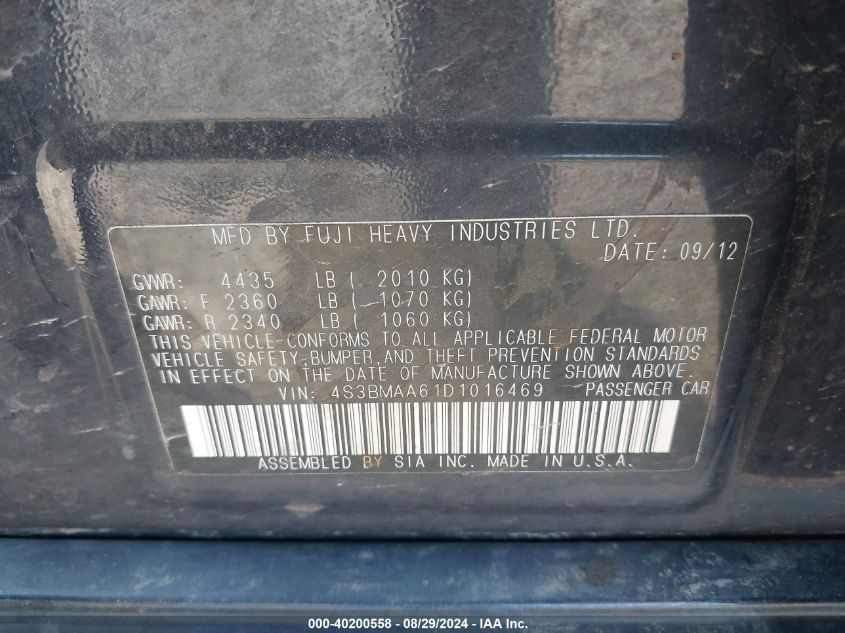 MFD BY FUJI HEAVY INDUSTRIES LTD.
DATE: 09/12
GVWR: 4435 LB ( 2010 KG)
GAWR: F 2360 LB ( 1070 KG)
GAWR: R 2340 LB ( 1060 KG)
THIS VEHICLE CONFORMS TO ALL APPLICABLE FEDERAL MOTOR
VEHICLE SAFETY, BUMPER, AND THEFT PREVENTION STANDARDS
IN EFFECT ON THE DATE OF MANUFACTURE SHOWN ABOVE.
VIN: 4S3BMAA61D1016469 PASSENGER CAR
ASSEMBLED BY SIA INC. MADE IN U.S.A.
000-40200558 - 08/29/2024 - IAA Inc.